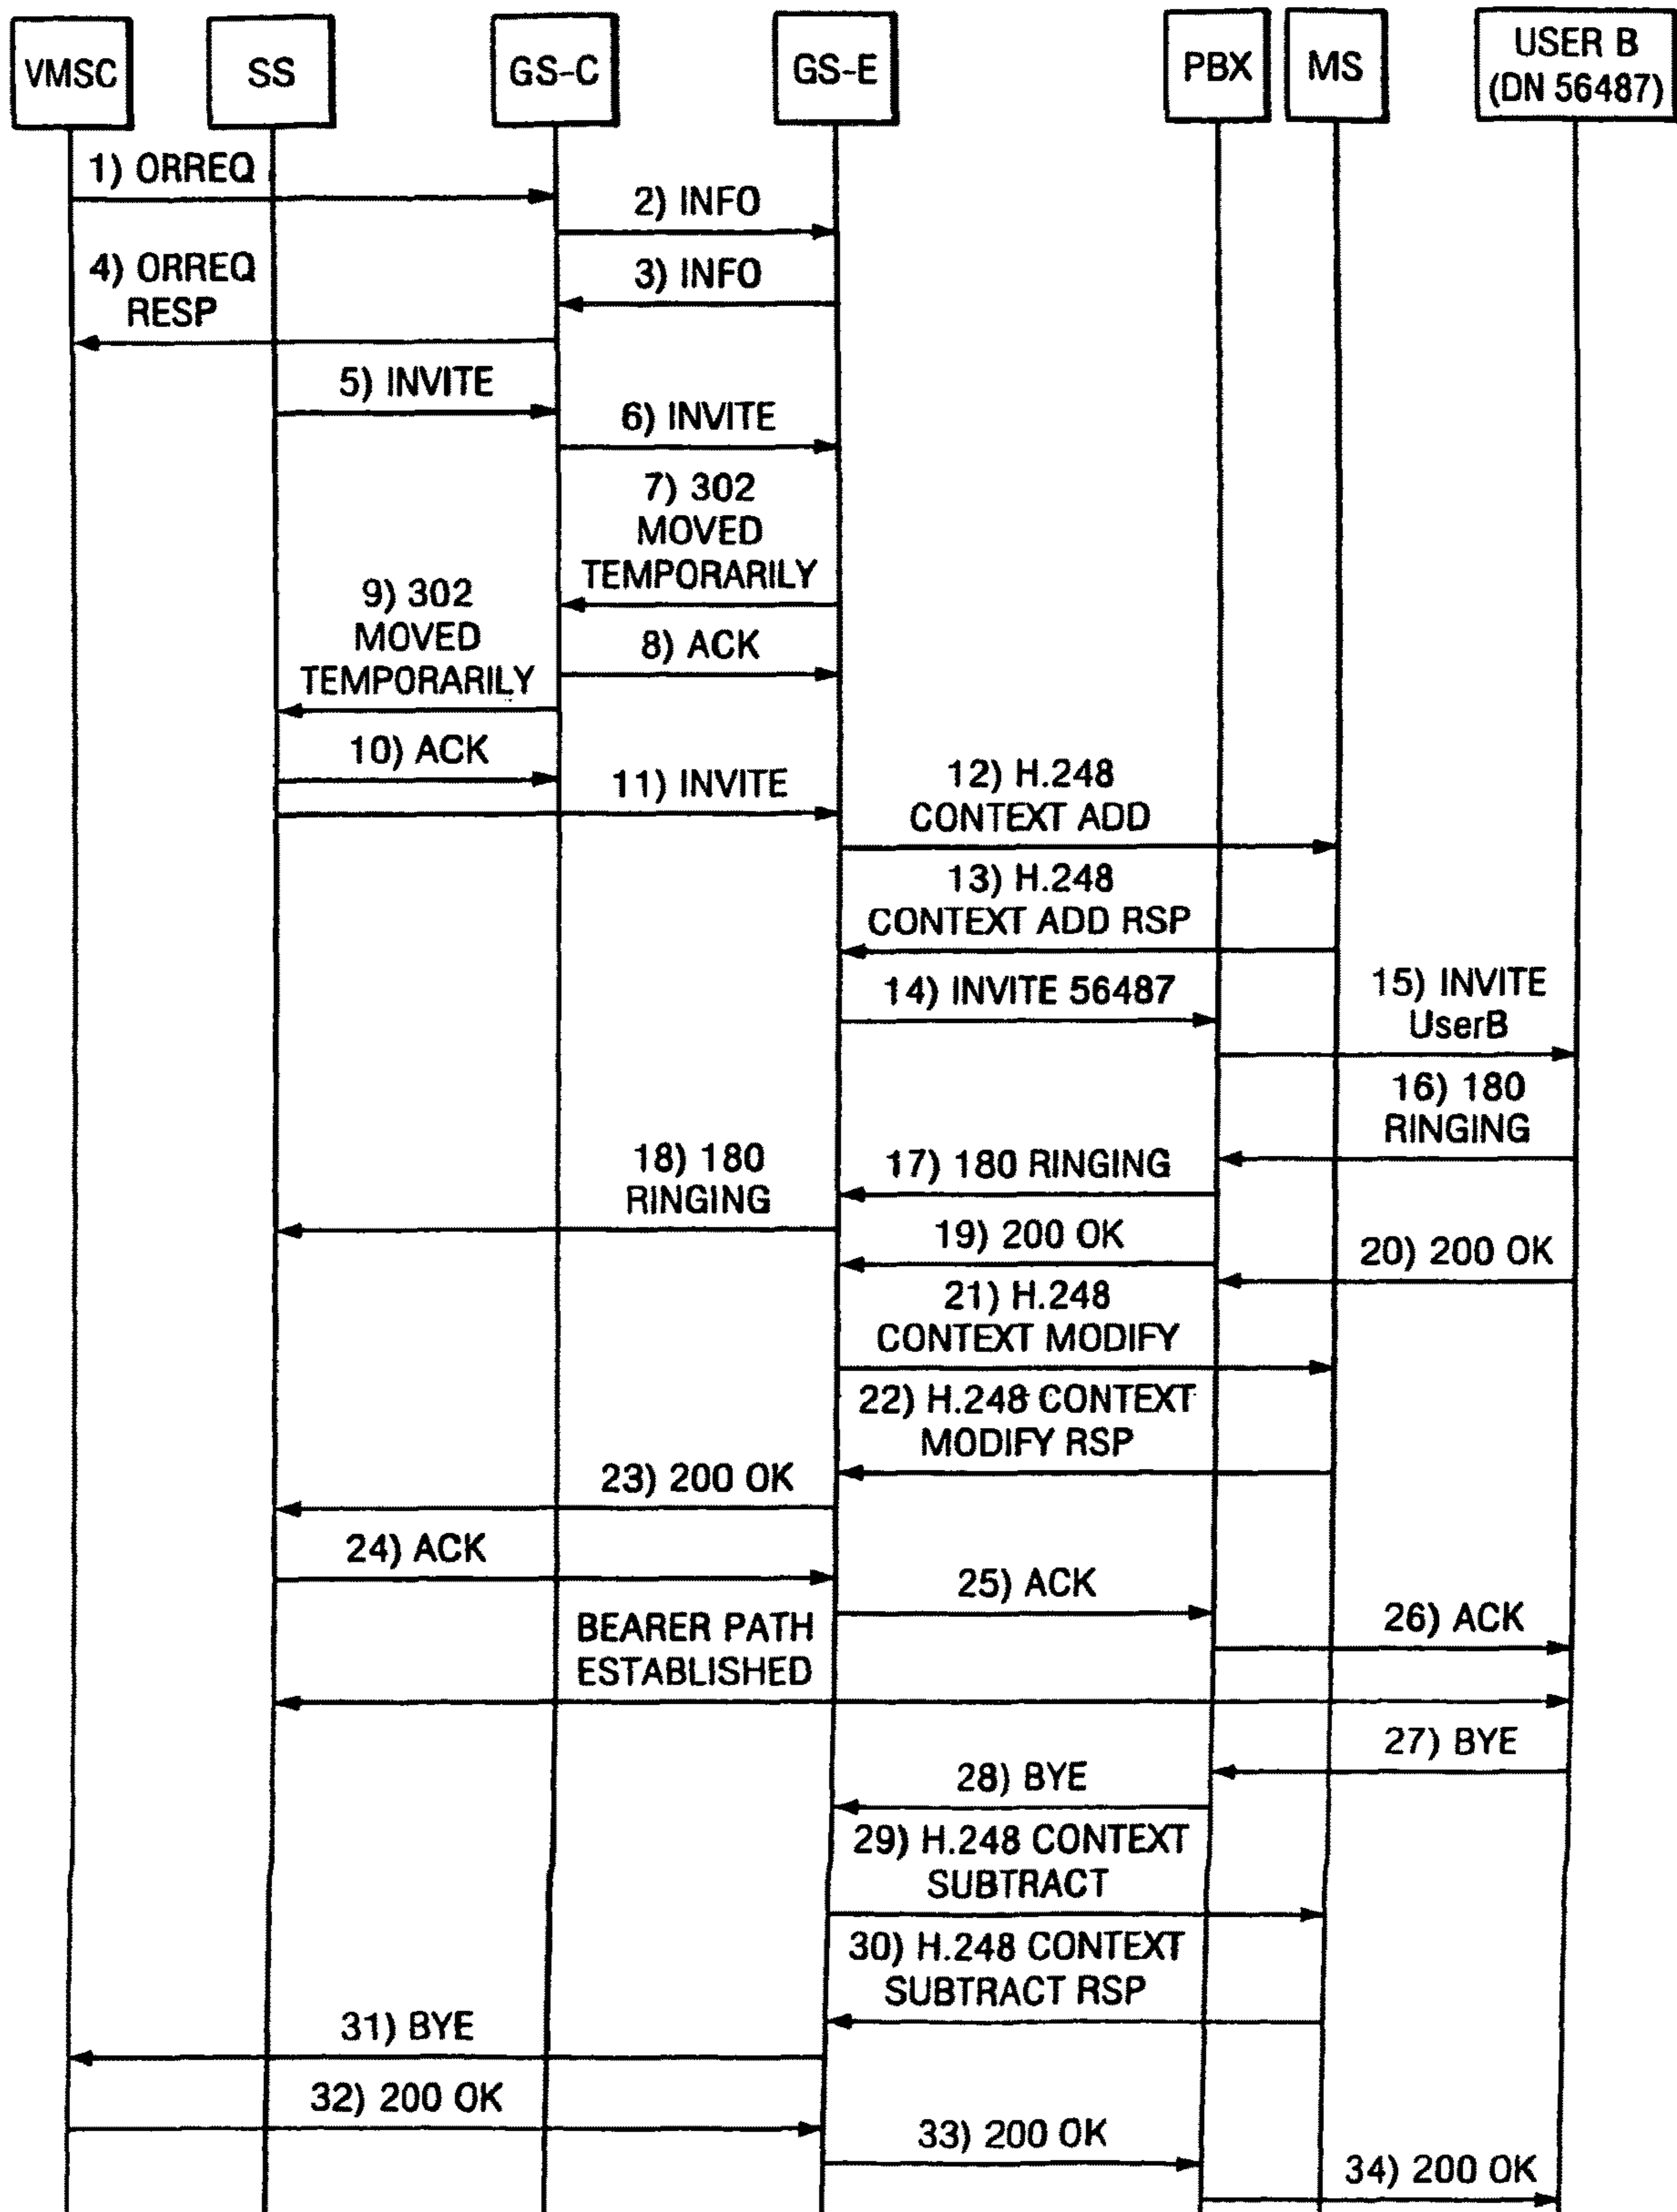 VMSC
SS
GS-C
GS-E
PBX
MS
USER B
(DN 56487)
1) ORREQ
2) INFO
4) ORREQ
RESP
3) INFO
5) INVITE
6) INVITE
7) 302
MOVED
TEMPORARILY
9) 302
MOVED
TEMPORARILY
8) ACK
10) ACK
11) INVITE
12) H.248
CONTEXT ADD
13) H.248
CONTEXT ADD RSP
14) INVITE 56487
15) INVITE
UserB
16) 180
RINGING
18) 180
RINGING
17) 180 RINGING
19) 200 OK
20) 200 OK
21) H.248
CONTEXT MODIFY
22) H.248 CONTEXT
MODIFY RSP
23) 200 OK
24) ACK
25) ACK
BEARER PATH
ESTABLISHED
26) ACK
27) BYE
28) BYE
29) H.248 CONTEXT
SUBTRACT
30) H.248 CONTEXT
SUBTRACT RSP
31) BYE
32) 200 OK
33) 200 OK
34) 200 OK